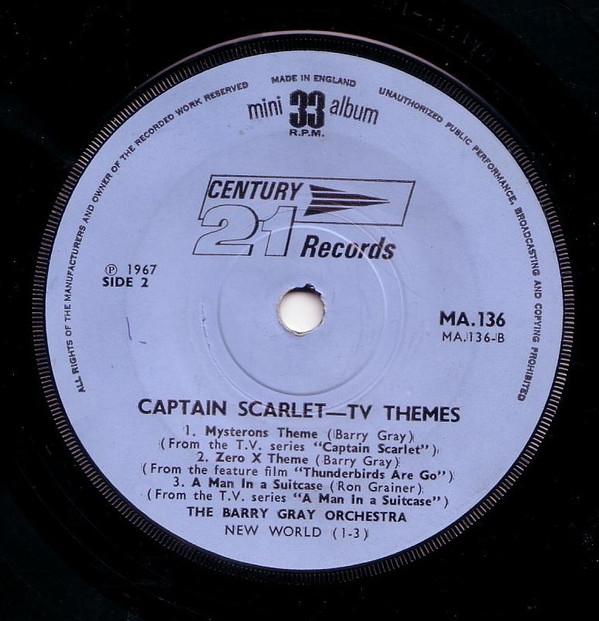 ALL RIGHTS OF THE MANUFACTURERS AND OWNER OF THE RECORDED WORK RESERVED
MADE IN ENGLAND
UNAUTHORIZED PUBLIC PERFORMANCE, BROADCASTING AND COPYING PROHIBITED
mini 33 album
R.P.M.
CENTURY
21 Records
Ⓟ 1967
SIDE 2
MA.136
MA.136-B
CAPTAIN SCARLET—TV THEMES
1. Mysterons Theme (Barry Gray)
(From the T.V. series "Captain Scarlet")
2. Zero X Theme (Barry Gray)
(From the feature film "Thunderbirds Are Go")
3. A Man In a Suitcase (Ron Grainer)
(From the T.V. series "A Man In a Suitcase")
THE BARRY GRAY ORCHESTRA
NEW WORLD (1-3)